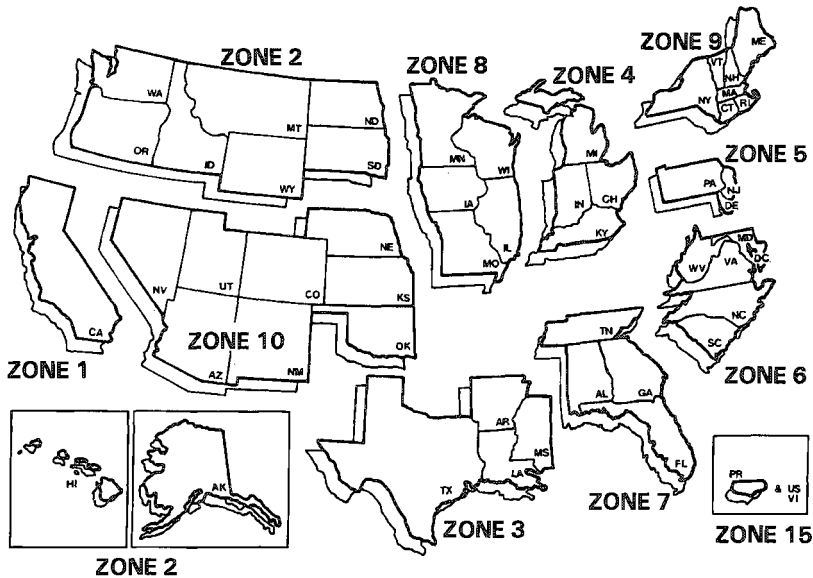 ZONE 9
ME
ZONE 2
ZONE 8
ZONE 4
VT
NH
WA
MT
ND
NY
MA
CT
RI
OR
ID
SD
MN
WI
MI
ZONE 5
WY
IA
IN
OH
PA
NJ
DE
KY
NE
IL
MO
MD
DC
WV
VA
NV
UT
CO
KS
CA
ZONE 10
OK
TN
NC
SC
ZONE 1
AZ
NM
ZONE 6
AL
GA
AR
MS
HI
AK
TX
LA
FL
PR
& US
VI
ZONE 7
ZONE 3
ZONE 15
ZONE 2